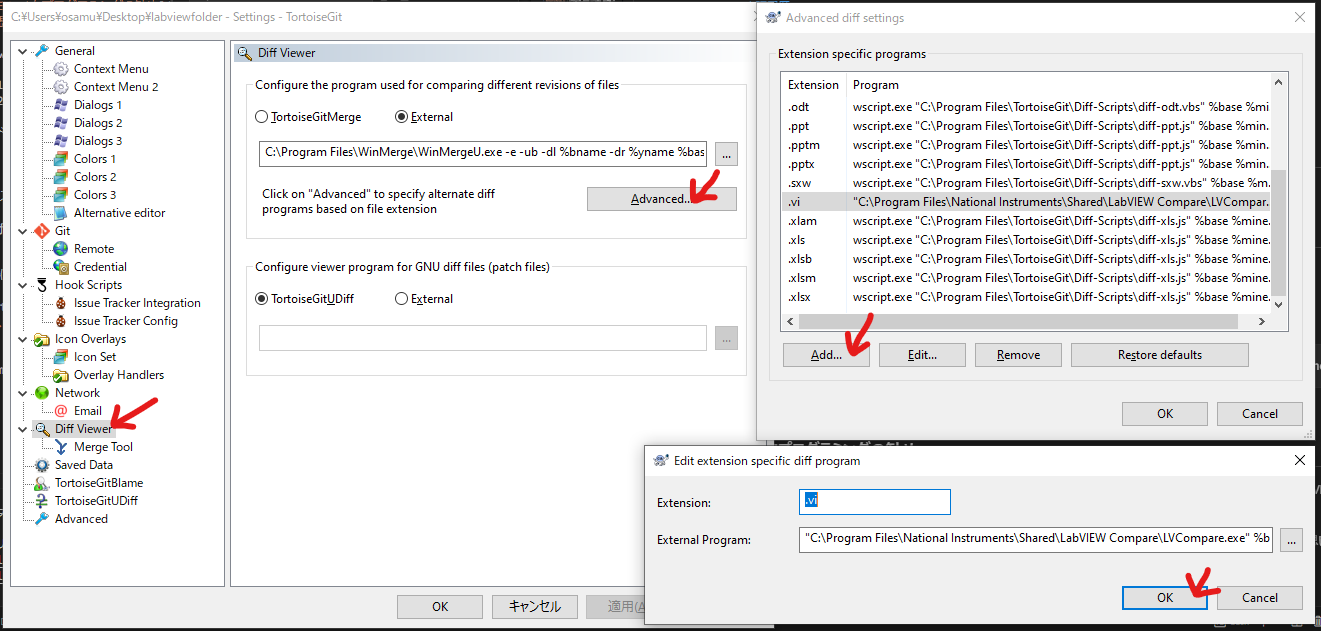 C:¥Users¥osamu¥Desktop¥labviewfolder - Settings - TortoiseGit
General
Context Menu
Context Menu 2
Dialogs 1
Dialogs 2
Dialogs 3
Colors 1
Colors 2
Colors 3
Alternative editor
Git
Remote
Credential
Hook Scripts
Issue Tracker Integration
Issue Tracker Config
Icon Overlays
Icon Set
Overlay Handlers
Network
Email
Diff Viewer
Merge Tool
Saved Data
TortoiseGitBlame
TortoiseGitUDiff
Advanced
Diff Viewer
Configure the program used for comparing different revisions of files
TortoiseGitMerge External
C:\Program Files\WinMerge\WinMergeU.exe -e -ub -dl %bname -dr %yname %bas
...
Click on "Advanced" to specify alternate diff
programs based on file extension
Advanced...
Configure viewer program for GNU diff files (patch files)
TortoiseGitUDiff External
...
OK キャンセル 適用(A
Advanced diff settings
Extension specific programs
Extension Program
.odt wscript.exe "C:\Program Files\TortoiseGit\Diff-Scripts\diff-odt.vbs" %base %mi
.ppt wscript.exe "C:\Program Files\TortoiseGit\Diff-Scripts\diff-ppt.js" %base %min.
.pptm wscript.exe "C:\Program Files\TortoiseGit\Diff-Scripts\diff-ppt.js" %base %min.
.pptx wscript.exe "C:\Program Files\TortoiseGit\Diff-Scripts\diff-ppt.js" %base %min.
.sxw wscript.exe "C:\Program Files\TortoiseGit\Diff-Scripts\diff-sxw.vbs" %base %m.
.vi "C:\Program Files\National Instruments\Shared\LabVIEW Compare\LVCompar.
.xlam wscript.exe "C:\Program Files\TortoiseGit\Diff-Scripts\diff-xls.js" %base %mine.
.xls wscript.exe "C:\Program Files\TortoiseGit\Diff-Scripts\diff-xls.js" %base %mine.
.xlsb wscript.exe "C:\Program Files\TortoiseGit\Diff-Scripts\diff-xls.js" %base %mine.
.xlsm wscript.exe "C:\Program Files\TortoiseGit\Diff-Scripts\diff-xls.js" %base %mine.
.xlsx wscript.exe "C:\Program Files\TortoiseGit\Diff-Scripts\diff-xls.js" %base %mine.
Add... Edit... Remove Restore defaults
OK Cancel
Edit extension specific diff program
Extension: .vi
External Program: "C:\Program Files\National Instruments\Shared\LabVIEW Compare\LVCompare.exe" %b ...
OK Cancel